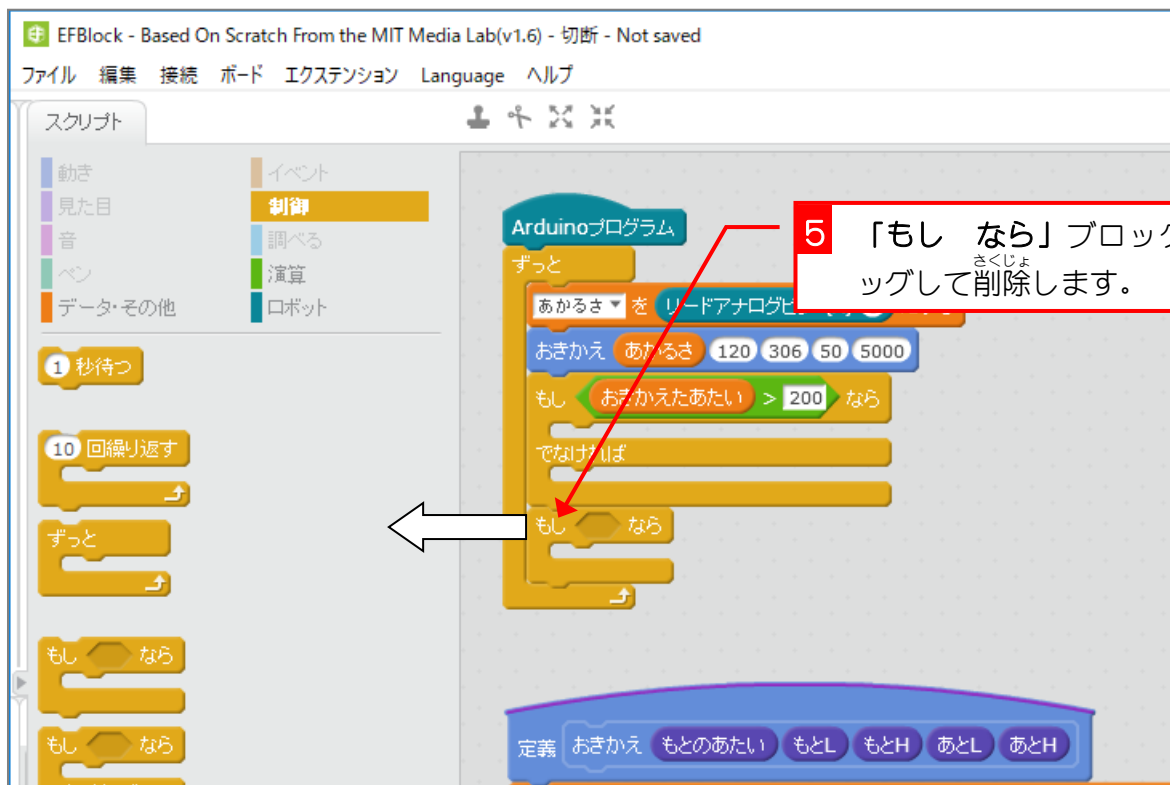 EFBlock - Based On Scratch From the MIT Media Lab(v1.6) - 切断 - Not saved
ファイル 編集 接続 ボード エクステンション Language ヘルプ
スクリプト
動き イベント
見た目 制御
音 調べる
ペン 演算
データ・その他 ロボット
1 秒待つ
10 回繰り返す
ずっと
もし なら
もし なら
Arduinoプログラム
ずっと
あかるさ を リードアナログピン
おきかえ あかるさ 120 306 50 5000
もし おきかえたあたい > 200 なら
でなければ
もし なら
5 「もし なら」ブロック
さくじょ
ッグして削除します。
定義 おきかえ もとのあたい もとL もとH あとL あとH